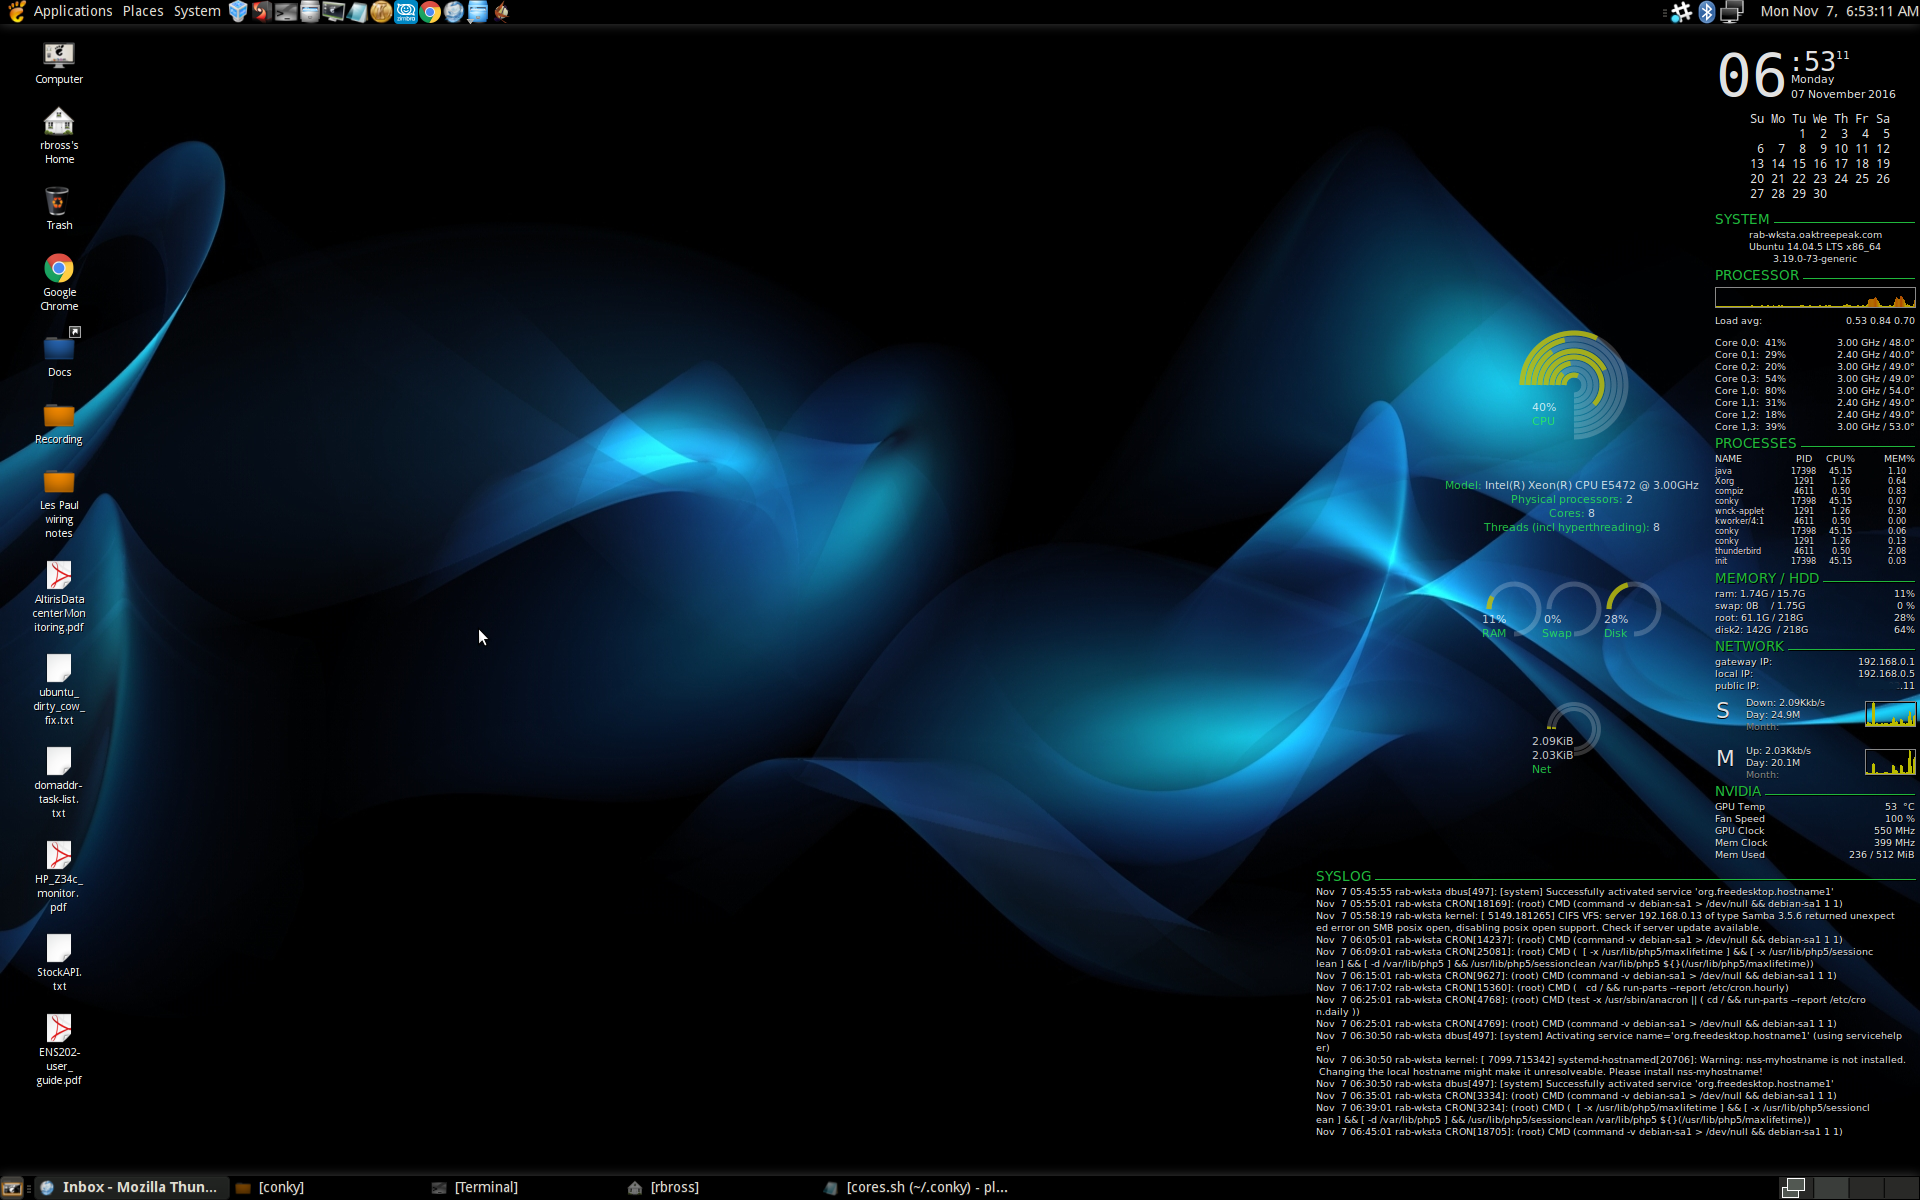 Applications Places System
Mon Nov 7, 6:53:11 AM
Computer
rbross's
Home
Trash
Google
Chrome
Docs
Recording
Les Paul
wiring
notes
AltirisData
centerMon
itoring.pdf
ubuntu_
dirty_cow_
fix.txt
domaddr-
task-list.
txt
HP_Z34c_
monitor.
pdf
StockAPI.
txt
ENS202-
user_
guide.pdf
40%
CPU
Model: Intel(R) Xeon(R) CPU E5472 @ 3.00GHz
Physical processors: 2
Cores: 8
Threads (incl hyperthreading): 8
11% 0% 28%
RAM Swap Disk
2.09KiB
2.03KiB
Net
06 :53 11
Monday
07 November 2016
Su Mo Tu We Th Fr Sa
1 2 3 4 5
6 7 8 9 10 11 12
13 14 15 16 17 18 19
20 21 22 23 24 25 26
27 28 29 30
SYSTEM
rab-wksta.oaktreepeak.com
Ubuntu 14.04.5 LTS x86_64
3.19.0-73-generic
PROCESSOR
Load avg: 0.53 0.84 0.70
Core 0,0: 41% 3.00 GHz / 48.0°
Core 0,1: 29% 2.40 GHz / 40.0°
Core 0,2: 20% 3.00 GHz / 49.0°
Core 0,3: 54% 3.00 GHz / 49.0°
Core 1,0: 80% 3.00 GHz / 54.0°
Core 1,1: 31% 2.40 GHz / 49.0°
Core 1,2: 18% 2.40 GHz / 49.0°
Core 1,3: 39% 3.00 GHz / 53.0°
PROCESSES
NAME PID CPU% MEM%
java 17398 45.15 1.10
Xorg 1291 1.26 0.64
compiz 4611 0.50 0.83
conky 17398 45.15 0.07
wnck-applet 1291 1.26 0.30
kworker/4:1 4611 0.50 0.00
conky 17398 45.15 0.06
conky 1291 1.26 0.13
thunderbird 4611 0.50 2.08
init 17398 45.15 0.03
MEMORY / HDD
ram: 1.74G / 15.7G 11%
swap: 0B / 1.75G 0 %
root: 61.1G / 218G 28%
disk2: 142G / 218G 64%
NETWORK
gateway IP: 192.168.0.1
local IP: 192.168.0.5
public IP: ..11
S Down: 2.09Kkb/s
Day: 24.9M
Month:
M Up: 2.03Kkb/s
Day: 20.1M
Month:
NVIDIA
GPU Temp 53 °C
Fan Speed 100 %
GPU Clock 550 MHz
Mem Clock 399 MHz
Mem Used 236 / 512 MiB
SYSLOG
Nov 7 05:45:55 rab-wksta dbus[497]: [system] Successfully activated service 'org.freedesktop.hostname1'
Nov 7 05:55:01 rab-wksta CRON[18169]: (root) CMD (command -v debian-sa1 > /dev/null && debian-sa1 1 1)
Nov 7 05:58:19 rab-wksta kernel: [ 5149.181265] CIFS VFS: server 192.168.0.13 of type Samba 3.5.6 returned unexpect
ed error on SMB posix open, disabling posix open support. Check if server update available.
Nov 7 06:05:01 rab-wksta CRON[14237]: (root) CMD (command -v debian-sa1 > /dev/null && debian-sa1 1 1)
Nov 7 06:09:01 rab-wksta CRON[25081]: (root) CMD ( [ -x /usr/lib/php5/maxlifetime ] && [ -x /usr/lib/php5/sessionc
lean ] && [ -d /var/lib/php5 ] && /usr/lib/php5/sessionclean /var/lib/php5 ${}(/usr/lib/php5/maxlifetime))
Nov 7 06:15:01 rab-wksta CRON[9627]: (root) CMD (command -v debian-sa1 > /dev/null && debian-sa1 1 1)
Nov 7 06:17:02 rab-wksta CRON[15360]: (root) CMD ( cd / && run-parts --report /etc/cron.hourly)
Nov 7 06:25:01 rab-wksta CRON[4768]: (root) CMD (test -x /usr/sbin/anacron || ( cd / && run-parts --report /etc/cro
n.daily ))
Nov 7 06:25:01 rab-wksta CRON[4769]: (root) CMD (command -v debian-sa1 > /dev/null && debian-sa1 1 1)
Nov 7 06:30:50 rab-wksta dbus[497]: [system] Activating service name='org.freedesktop.hostname1' (using servicehelp
er)
Nov 7 06:30:50 rab-wksta kernel: [ 7099.715342] systemd-hostnamed[20706]: Warning: nss-myhostname is not installed.
Changing the local hostname might make it unresolveable. Please install nss-myhostname!
Nov 7 06:30:50 rab-wksta dbus[497]: [system] Successfully activated service 'org.freedesktop.hostname1'
Nov 7 06:35:01 rab-wksta CRON[3334]: (root) CMD (command -v debian-sa1 > /dev/null && debian-sa1 1 1)
Nov 7 06:39:01 rab-wksta CRON[3234]: (root) CMD ( [ -x /usr/lib/php5/maxlifetime ] && [ -x /usr/lib/php5/sessioncl
ean ] && [ -d /var/lib/php5 ] && /usr/lib/php5/sessionclean /var/lib/php5 ${}(/usr/lib/php5/maxlifetime))
Nov 7 06:45:01 rab-wksta CRON[18705]: (root) CMD (command -v debian-sa1 > /dev/null && debian-sa1 1 1)
Inbox - Mozilla Thun... [conky] [Terminal] [rbross] [cores.sh (~/.conky) - pl...